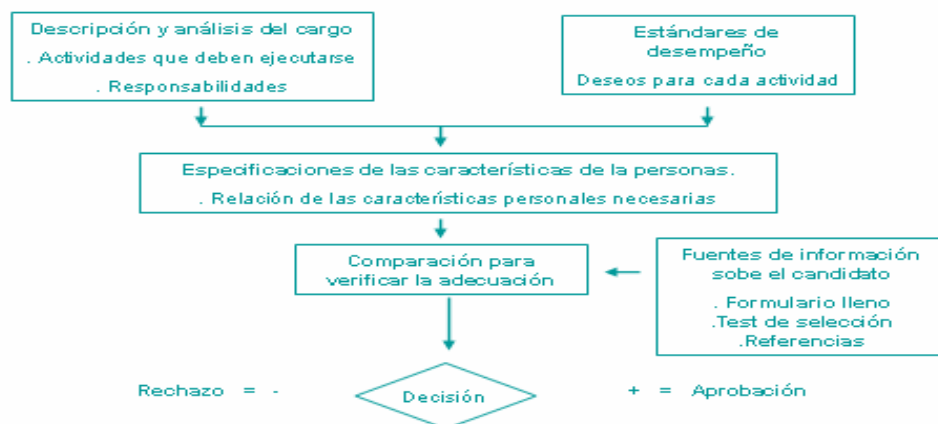 Descripción y análisis del cargo
. Actividades que deben ejecutarse
. Responsabilidades
Estándares de
desempeño
Deseos para cada actividad
Especificaciones de las características de la personas.
. Relación de las características personales necesarias
Comparación para
verificar la adecuación
Fuentes de información
sobe el candidato
. Formulario lleno
.Test de selección
.Referencias
Rechazo = -
Decisión
+ = Aprobación